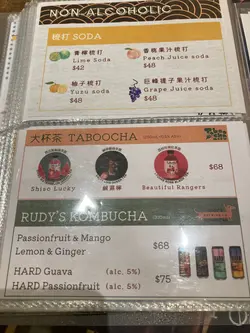 NON ALCOHOLIC
梳打 SODA
青檸梳打
Lime Soda
$42
香桃果汁梳打
Peach Juice soda
$48
柚子梳打
Yuzu soda
$48
巨峰提子果汁梳打
Grape Juice soda
$48
大杯茶 TABOOCHA
$68
Shiso Lucky
鹹嘉檸
Beautiful Rangers
RUDY'S KOMBUCHA
Passionfruit & Mango
Lemon & Ginger
$68
HARD Guava (alc. 5%)
HARD Passionfruit (alc. 5%)
$75